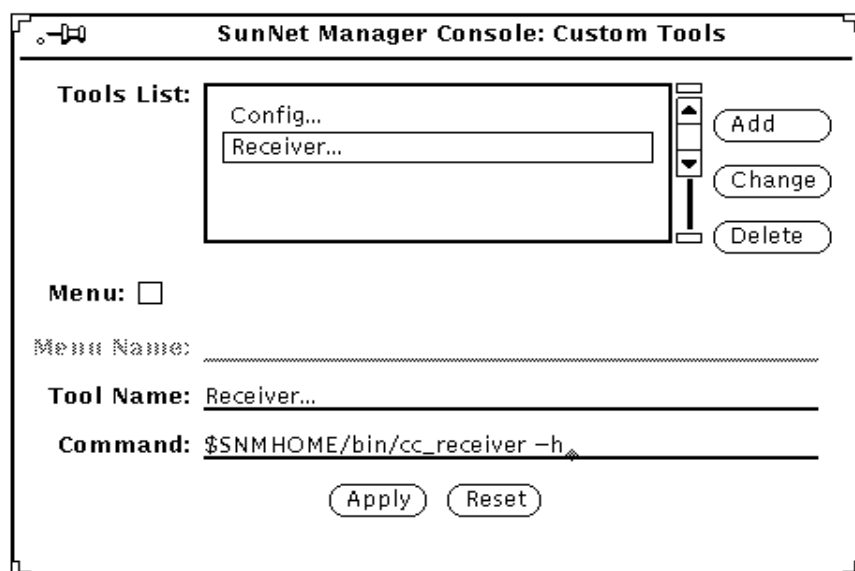 SunNet Manager Console: Custom Tools
Tools List:
Config...
Receiver...
Add
Change
Delete
Menu:
Menu Name:
Tool Name: Receiver...
Command: $SNMHOME/bin/cc_receiver –h
Apply Reset